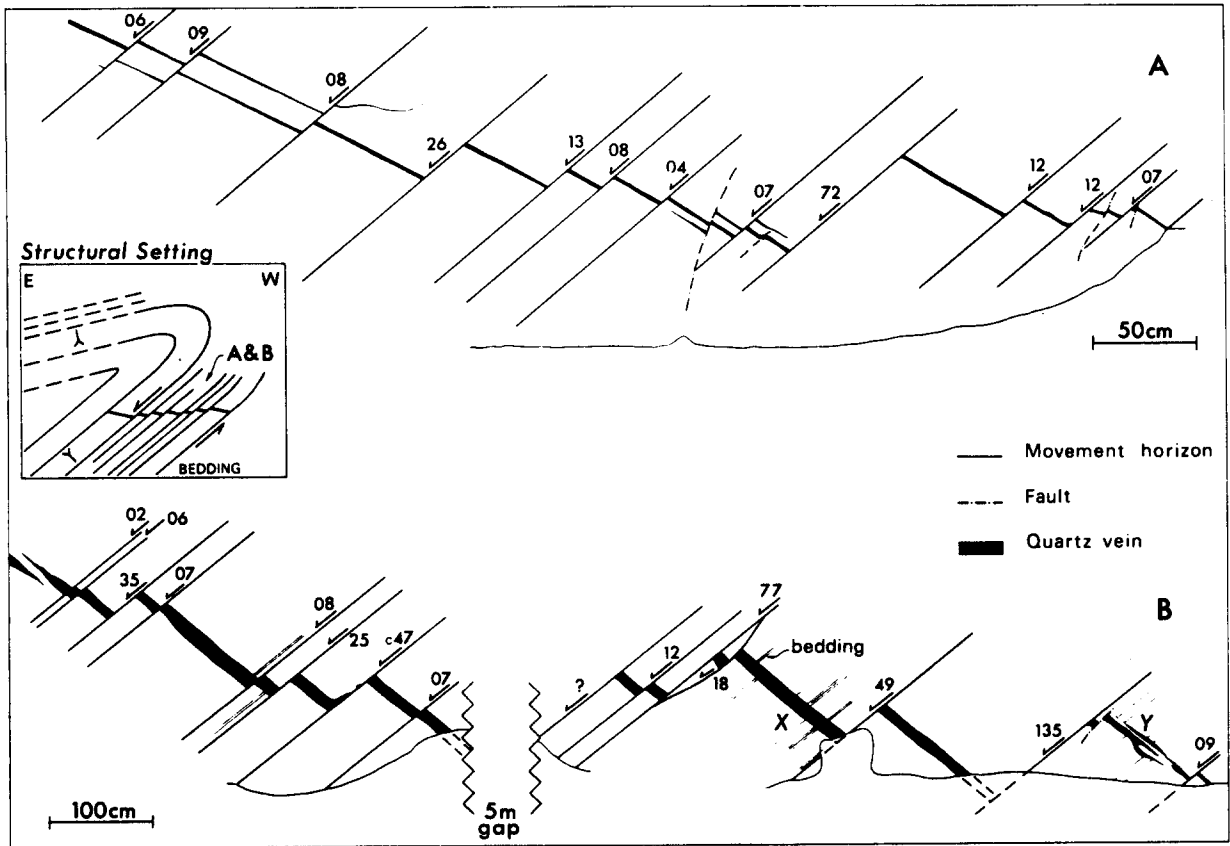 06
09
A
08
26
13
08
04
07
72
12
12
07
Structural Setting
E W
A&B
BEDDING
50cm
Movement horizon
Fault
Quartz vein
02 06
35 07
08
25 c47
07
?
12
18
77
B
bedding
X
49
135
Y
09
100cm
5m
gap